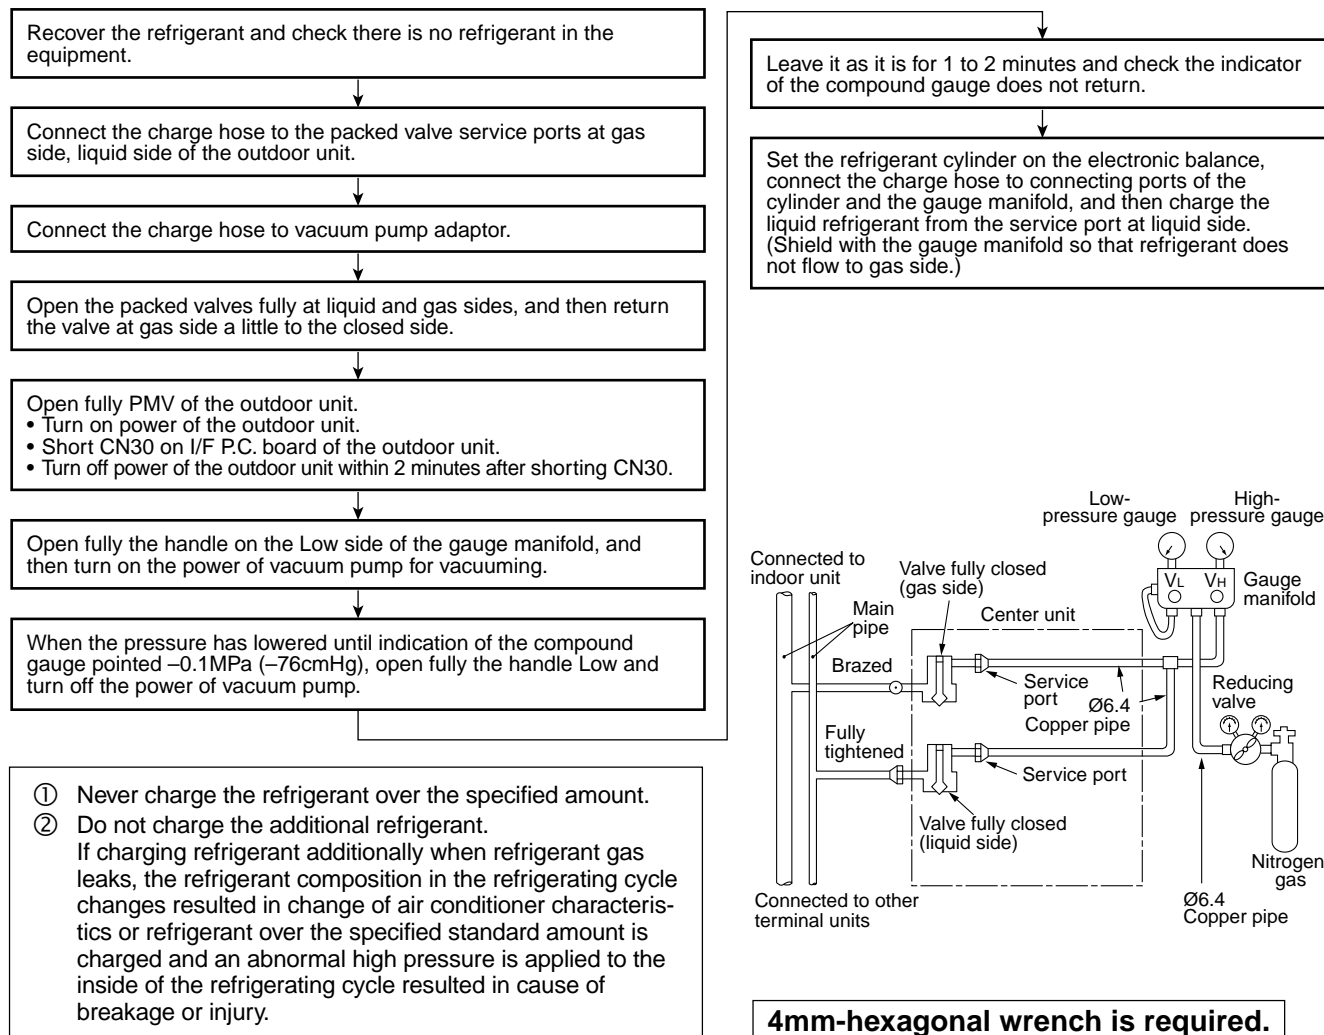 Recover the refrigerant and check there is no refrigerant in the
equipment.
Connect the charge hose to the packed valve service ports at gas
side, liquid side of the outdoor unit.
Connect the charge hose to vacuum pump adaptor.
Open the packed valves fully at liquid and gas sides, and then return
the valve at gas side a little to the closed side.
Open fully PMV of the outdoor unit.
• Turn on power of the outdoor unit.
• Short CN30 on I/F P.C. board of the outdoor unit.
• Turn off power of the outdoor unit within 2 minutes after shorting CN30.
Open fully the handle on the Low side of the gauge manifold, and
then turn on the power of vacuum pump for vacuuming.
When the pressure has lowered until indication of the compound
gauge pointed –0.1MPa (–76cmHg), open fully the handle Low and
turn off the power of vacuum pump.
① Never charge the refrigerant over the specified amount.
② Do not charge the additional refrigerant.
If charging refrigerant additionally when refrigerant gas
leaks, the refrigerant composition in the refrigerating cycle
changes resulted in change of air conditioner characteris-
tics or refrigerant over the specified standard amount is
charged and an abnormal high pressure is applied to the
inside of the refrigerating cycle resulted in cause of
breakage or injury.
Leave it as it is for 1 to 2 minutes and check the indicator
of the compound gauge does not return.
Set the refrigerant cylinder on the electronic balance,
connect the charge hose to connecting ports of the
cylinder and the gauge manifold, and then charge the
liquid refrigerant from the service port at liquid side.
(Shield with the gauge manifold so that refrigerant does
not flow to gas side.)
Low-
pressure gauge
High-
pressure gauge
VL
VH
Gauge
manifold
Connected to
indoor unit
Valve fully closed
(gas side)
Main
pipe
Center unit
Brazed
Service
port
Ø6.4
Copper pipe
Reducing
valve
Fully
tightened
Service port
Valve fully closed
(liquid side)
Nitrogen
gas
Ø6.4
Copper pipe
Connected to other
terminal units
4mm-hexagonal wrench is required.